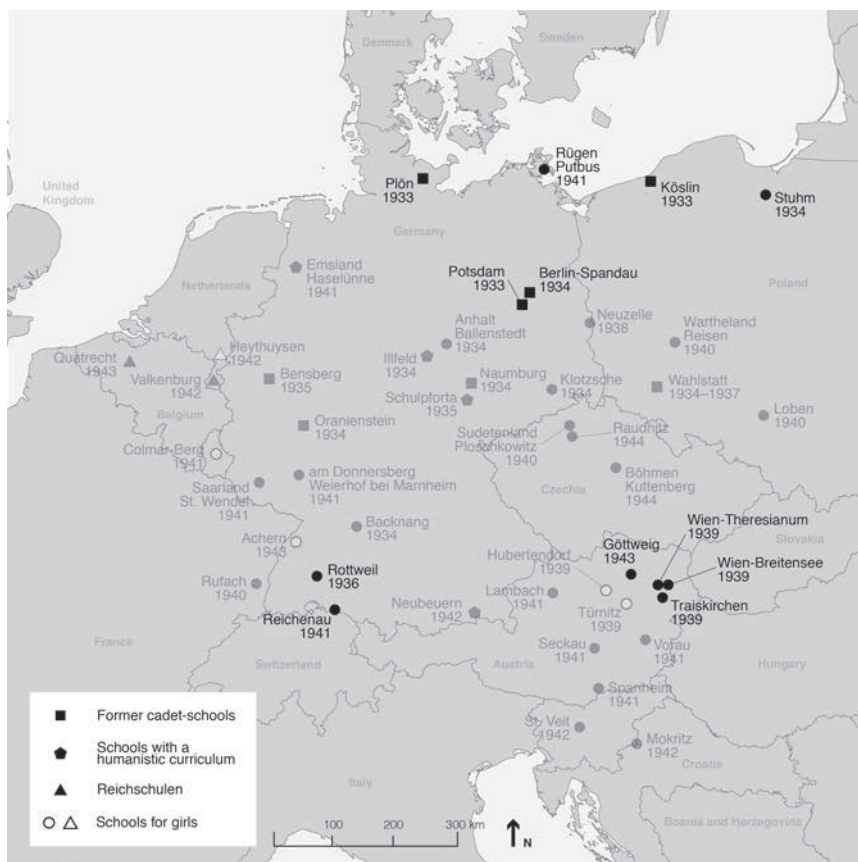 Denmark
Sweden
United
Kingdom
Plön
1933
Rügen
Putbus
1941
Köslin
1933
Stuhm
1934
Germany
Netherlands
Emsland
Haselünne
1941
Potsdam
1933
Berlin-Spandau
1934
Poland
Anhalt
Ballenstedt
1934
Neuzelle
1938
Wartheland
Reisen
1940
Quatrecht
1943
Heythuysen
1942
Valkenburg
1942
Belgium
Bensberg
1935
Illfeld
1934
Naumburg
1934
Schulpforta
1935
Klotzsche
1934
Wahlstatt
1934–1937
Loben
1940
Oranienstein
1934
Sudetenland
Ploschkowitz
1940
Raudnitz
1944
Colmar-Berg
1941
Saarland
St. Wendel
1941
am Donnersberg
Weierhof bei Marnheim
1941
Böhmen
Kuttenberg
1944
Czechia
Backnang
1934
Achern
1943
Wien-Theresianum
1939
Slovakia
Göttweig
1943
Wien-Breitensee
1939
Hubertendorf
1939
Rottweil
1936
Rufach
1940
Lambach
1941
Traiskirchen
1939
Reichenau
1941
Neubeuern
1942
Türnitz
1939
France
Switzerland
Seckau
1941
Vorau
1941
Austria
Hungary
Spanheim
1941
St. Veit
1942
Mokritz
1942
Croatia
Italy
Bosnia and Herzegovina
Former cadet-schools
Schools with a
humanistic curriculum
Reichschulen
Schools for girls
100
200
300 km
N